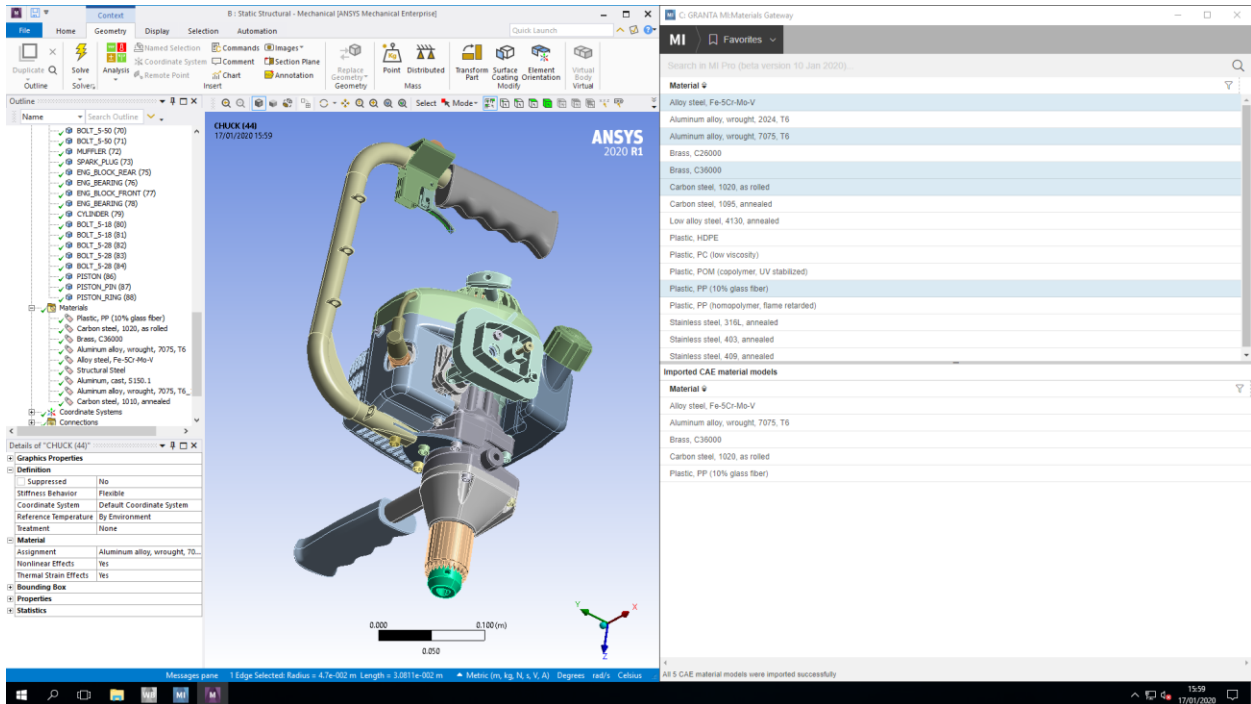 Context
B : Static Structural - Mechanical [ANSYS Mechanical Enterprise]
File Home Geometry Display Selection Automation
Quick Launch
Duplicate
Outline
Solve
Solve
Analysis
Named Selection
Coordinate System
Remote Point
Commands
Comment
Chart
Images
Section Plane
Annotation
Insert
Replace Geometry
Geometry
Point Distributed
Mass
Transform Part
Surface Coating
Element Orientation
Modify
Virtual Body
Virtual
Outline
Name
Search Outline
Select
Mode
BOLT_5-50 (70)
BOLT_5-50 (71)
MUFFLER (72)
SPARK_PLUG (73)
ENG_BLOCK_REAR (75)
ENG_BEARING (76)
ENG_BLOCK_FRONT (77)
ENG_BEARING (78)
CYLINDER (79)
BOLT_5-18 (80)
BOLT_5-18 (81)
BOLT_5-28 (82)
BOLT_5-28 (83)
BOLT_5-28 (84)
PISTON (86)
PISTON_PIN (87)
PISTON_RING (88)
Materials
Plastic, PP (10% glass fiber)
Carbon steel, 1020, as rolled
Brass, C36000
Aluminum alloy, wrought, 7075, T6
Alloy steel, Fe-5Cr-Mo-V
Structural Steel
Aluminum, cast, S150.1
Aluminum alloy, wrought, 7075, T6_
Carbon steel, 1010, annealed
Coordinate Systems
Connections
Details of "CHUCK (44)"
Graphics Properties
Definition
Suppressed No
Stiffness Behavior Flexible
Coordinate System Default Coordinate System
Reference Temperature By Environment
Treatment None
Material
Assignment Aluminum alloy, wrought, 70...
Nonlinear Effects Yes
Thermal Strain Effects Yes
Bounding Box
Properties
Statistics
CHUCK (44)
17/01/2020 15:59
ANSYS
2020 R1
0.000 0.100 (m)
0.050
Y
X
Z
Messages pane 1 Edge Selected: Radius = 4.7e-002 m Length = 3.0811e-002 m Metric (m, kg, N, s, V, A) Degrees rad/s Celsius
MI C: GRANTA MI:Materials Gateway
MI Favorites
Search in MI Pro (beta version 10 Jan 2020)..
Material
Alloy steel, Fe-5Cr-Mo-V
Aluminum alloy, wrought, 2024, T6
Aluminum alloy, wrought, 7075, T6
Brass, C26000
Brass, C36000
Carbon steel, 1020, as rolled
Carbon steel, 1095, annealed
Low alloy steel, 4130, annealed
Plastic, HDPE
Plastic, PC (low viscosity)
Plastic, POM (copolymer, UV stabilized)
Plastic, PP (10% glass fiber)
Plastic, PP (homopolymer, flame retarded)
Stainless steel, 316L, annealed
Stainless steel, 403, annealed
Stainless steel, 409, annealed
Imported CAE material models
Material
Alloy steel, Fe-5Cr-Mo-V
Aluminum alloy, wrought, 7075, T6
Brass, C36000
Carbon steel, 1020, as rolled
Plastic, PP (10% glass fiber)
All 5 CAE material models were imported successfully
MI
M
15:59
17/01/2020